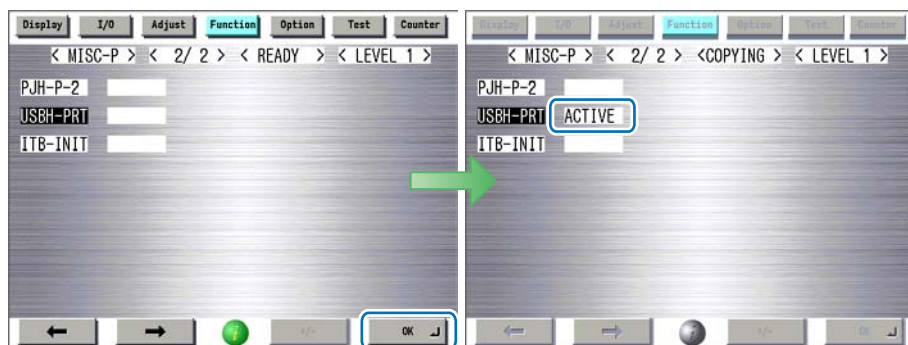 Display I/O Adjust Function Option Test Counter
< MISC-P > < 2/ 2 > < READY > < LEVEL 1 >
PJH-P-2
USBH-PRT
ITB-INIT
+/- OK
Display I/O Adjust Function Option Test Counter
< MISC-P > < 2/ 2 > <COPYING > < LEVEL 1 >
PJH-P-2
USBH-PRT ACTIVE
ITB-INIT
+/- OK